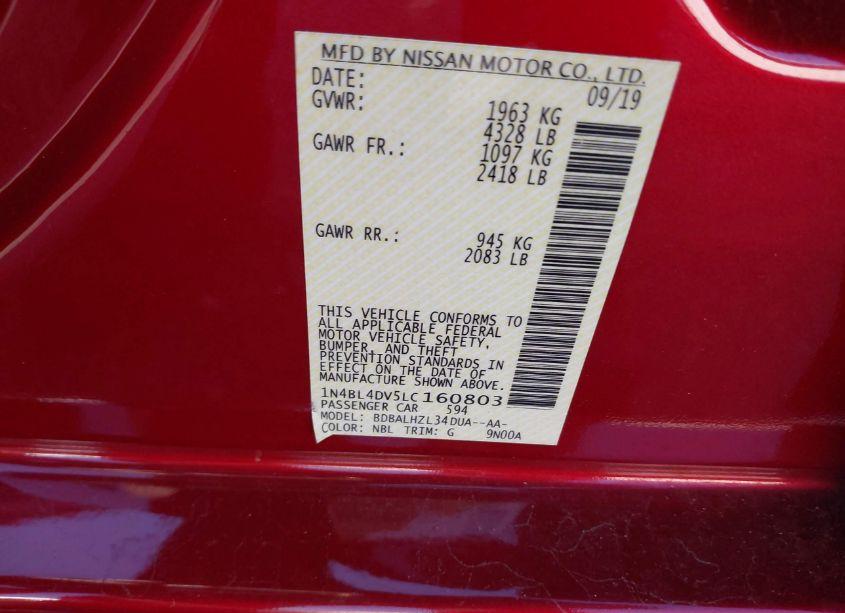 MFD BY NISSAN MOTOR CO., LTD.
DATE: 09/19
GVWR: 1963 KG
4328 LB
GAWR FR.: 1097 KG
2418 LB
GAWR RR.: 945 KG
2083 LB
THIS VEHICLE CONFORMS TO
ALL APPLICABLE FEDERAL
MOTOR VEHICLE SAFETY,
BUMPER, AND THEFT
PREVENTION STANDARDS IN
EFFECT ON THE DATE OF
MANUFACTURE SHOWN ABOVE.
1N4BL4DV5LC160803
PASSENGER CAR 594
MODEL: BDBALHZL34DUA--AA-
COLOR: NBL TRIM: G 9N00A